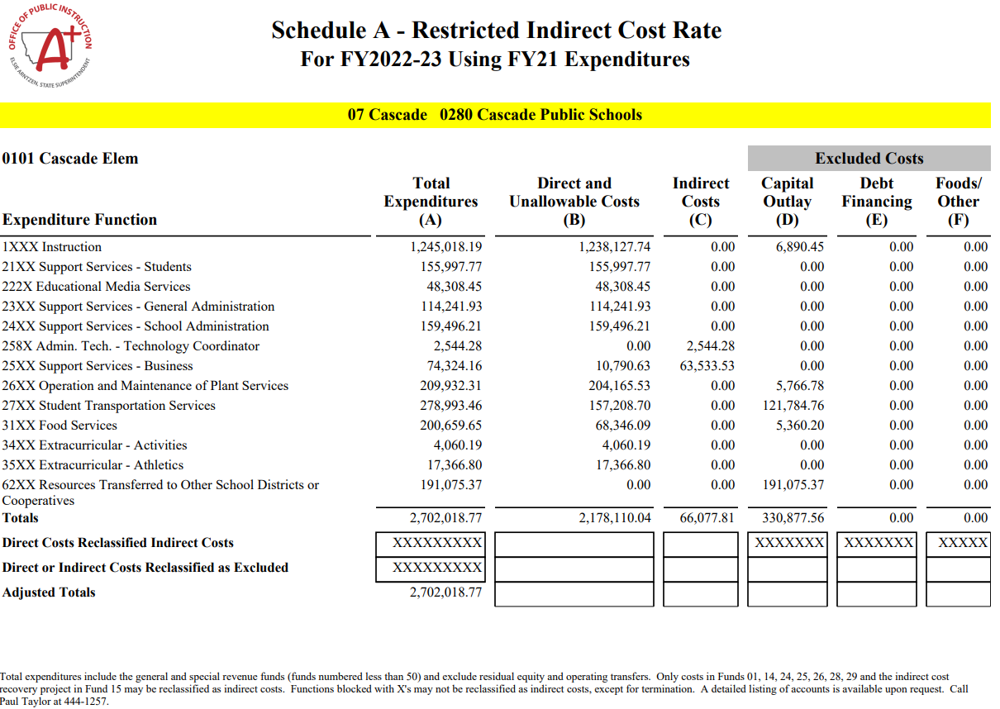 OFFICE OF PUBLIC INSTRUCTION
A+
ELSIE ARNTZEN, STATE SUPERINTENDENT
Schedule A - Restricted Indirect Cost Rate
For FY2022-23 Using FY21 Expenditures
07 Cascade 0280 Cascade Public Schools
0101 Cascade Elem Excluded Costs
Total Direct and Indirect Capital Debt Foods/
Expenditures Unallowable Costs Costs Outlay Financing Other
Expenditure Function (A) (B) (C) (D) (E) (F)
1XXX Instruction 1,245,018.19 1,238,127.74 0.00 6,890.45 0.00 0.00
21XX Support Services - Students 155,997.77 155,997.77 0.00 0.00 0.00 0.00
222X Educational Media Services 48,308.45 48,308.45 0.00 0.00 0.00 0.00
23XX Support Services - General Administration 114,241.93 114,241.93 0.00 0.00 0.00 0.00
24XX Support Services - School Administration 159,496.21 159,496.21 0.00 0.00 0.00 0.00
258X Admin. Tech. - Technology Coordinator 2,544.28 0.00 2,544.28 0.00 0.00 0.00
25XX Support Services - Business 74,324.16 10,790.63 63,533.53 0.00 0.00 0.00
26XX Operation and Maintenance of Plant Services 209,932.31 204,165.53 0.00 5,766.78 0.00 0.00
27XX Student Transportation Services 278,993.46 157,208.70 0.00 121,784.76 0.00 0.00
31XX Food Services 200,659.65 68,346.09 0.00 5,360.20 0.00 0.00
34XX Extracurricular - Activities 4,060.19 4,060.19 0.00 0.00 0.00 0.00
35XX Extracurricular - Athletics 17,366.80 17,366.80 0.00 0.00 0.00 0.00
62XX Resources Transferred to Other School Districts or 191,075.37 0.00 0.00 191,075.37 0.00 0.00
Cooperatives
Totals 2,702,018.77 2,178,110.04 66,077.81 330,877.56 0.00 0.00
Direct Costs Reclassified Indirect Costs XXXXXXXXX XXXXXXX XXXXXXX XXXXX
Direct or Indirect Costs Reclassified as Excluded XXXXXXXXX
Adjusted Totals 2,702,018.77
Total expenditures include the general and special revenue funds (funds numbered less than 50) and exclude residual equity and operating transfers. Only costs in Funds 01, 14, 24, 25, 26, 28, 29 and the indirect cost
recovery project in Fund 15 may be reclassified as indirect costs. Functions blocked with X's may not be reclassified as indirect costs, except for termination. A detailed listing of accounts is available upon request. Call
Paul Taylor at 444-1257.